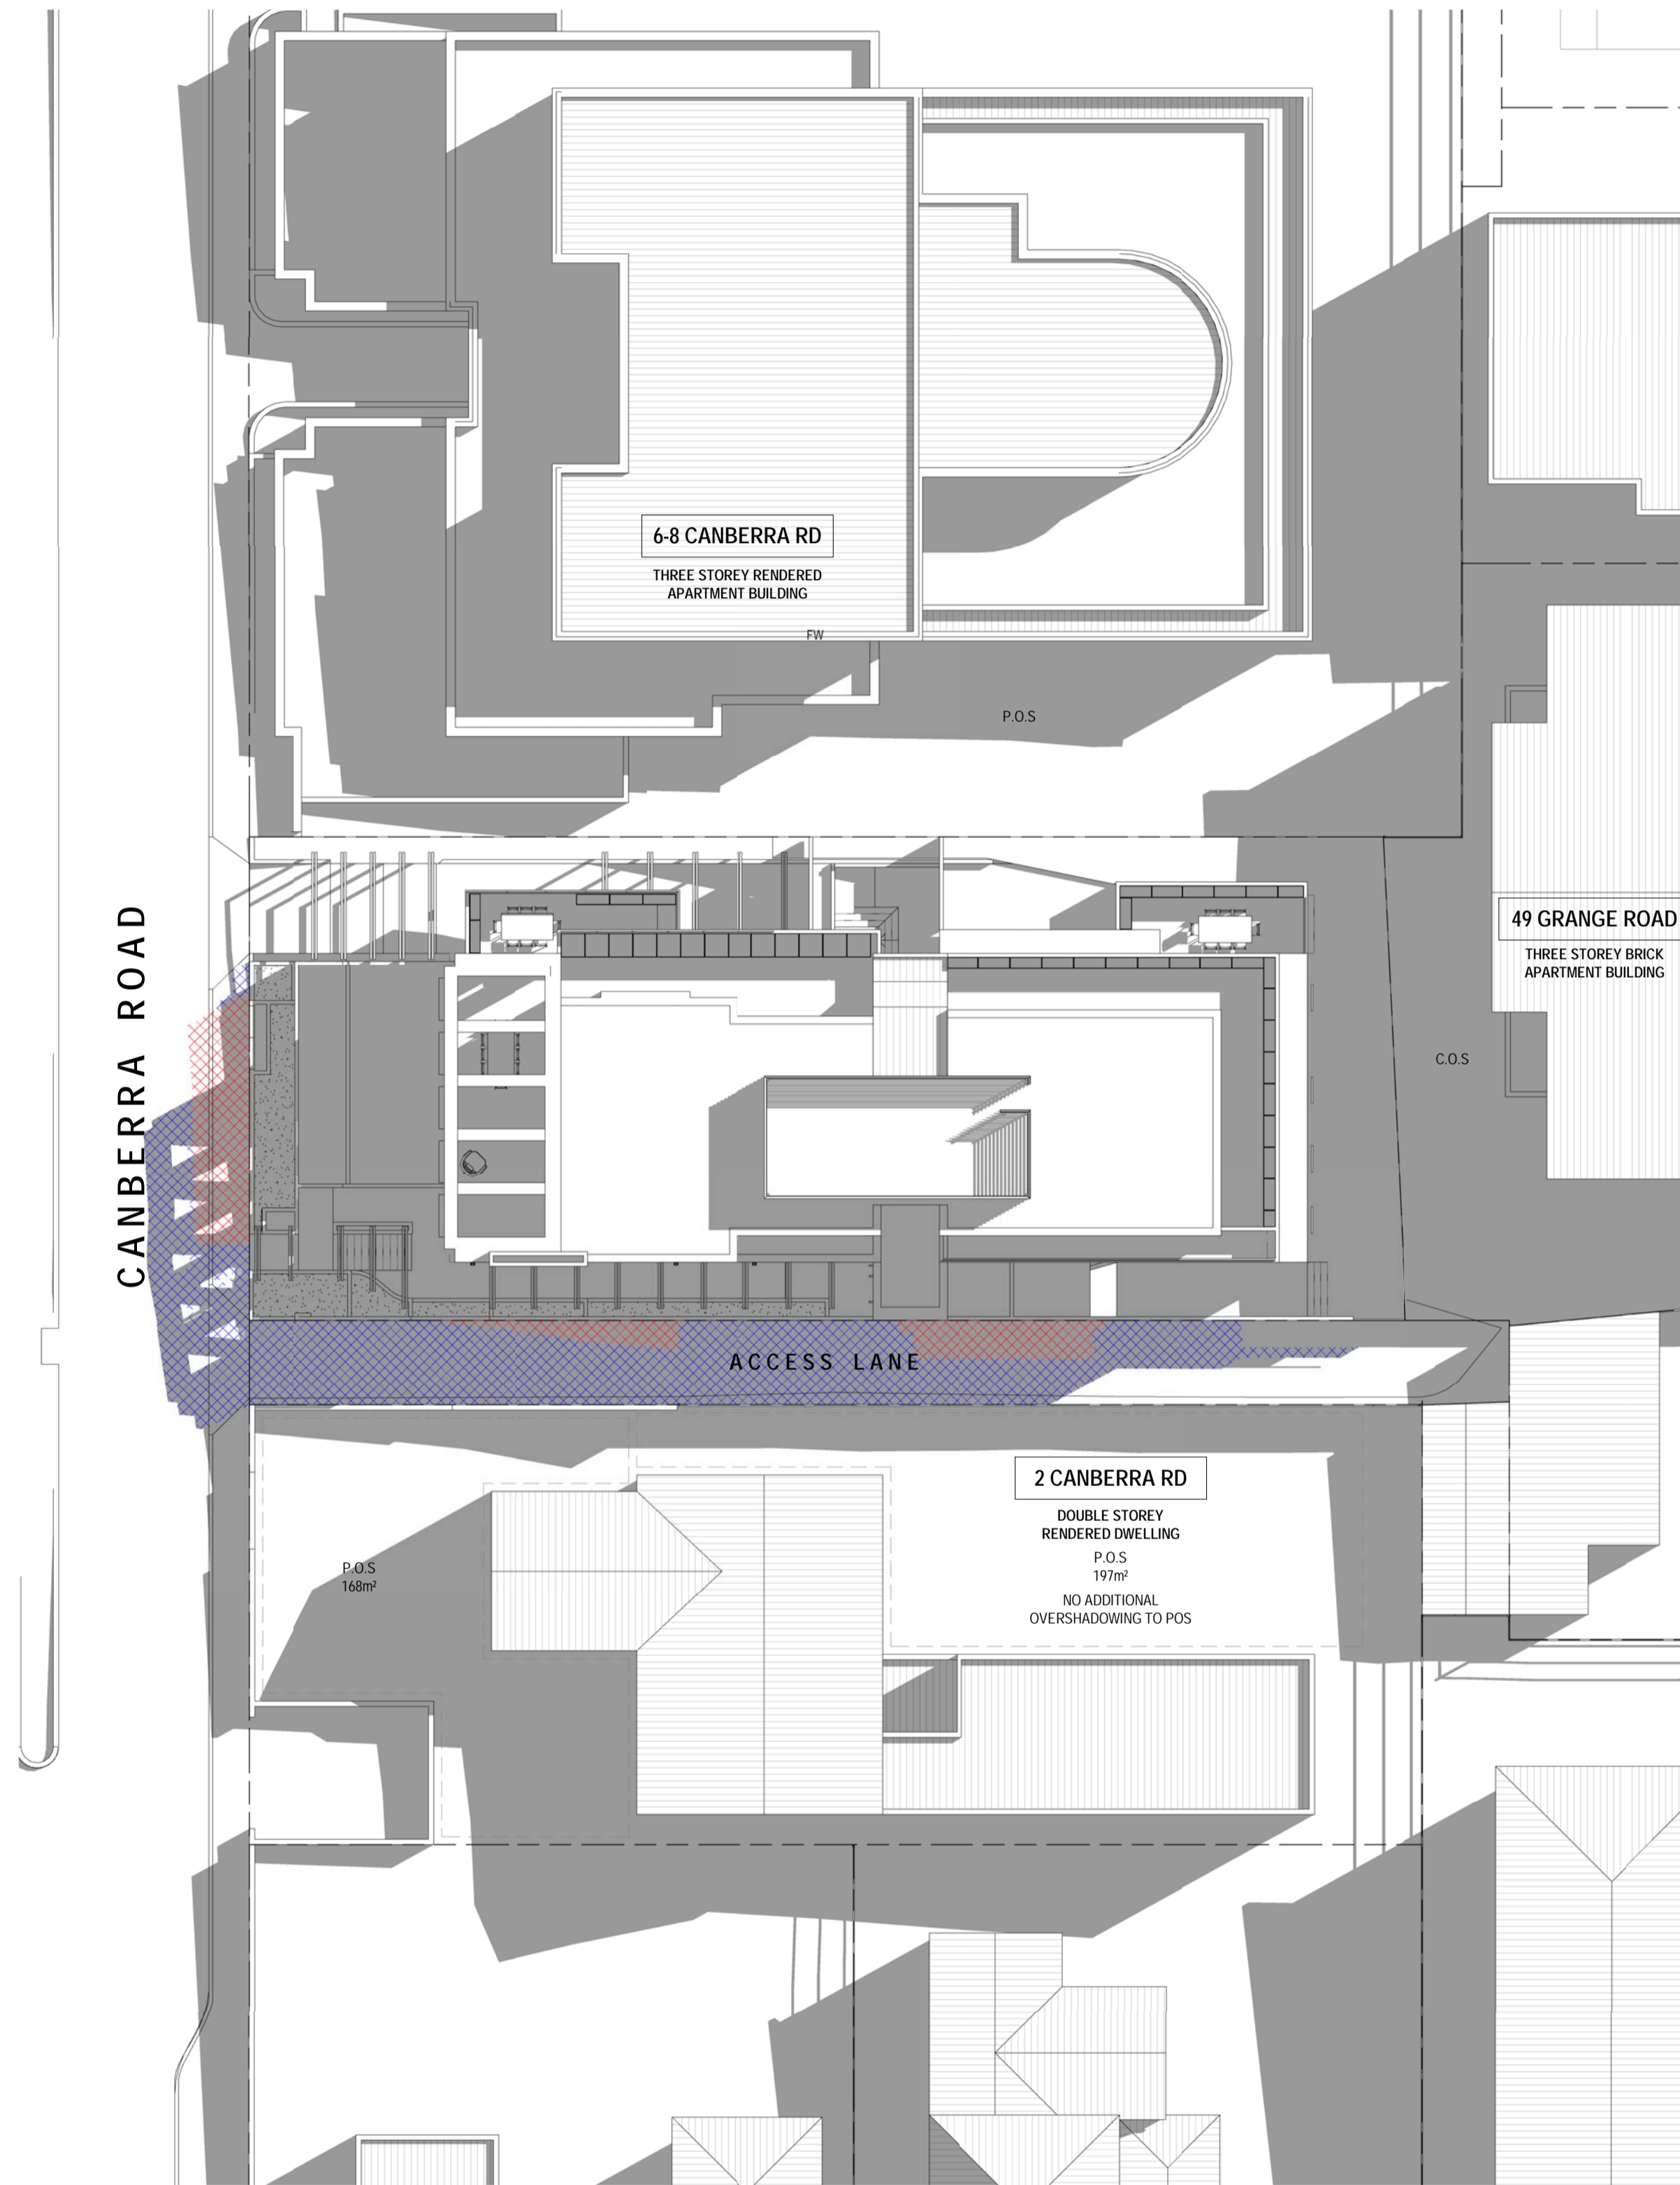 6-8 CANBERRA RD
THREE STOREY RENDERED
APARTMENT BUILDING
FW
P.O.S
CANBERRA ROAD
49 GRANGE ROAD
THREE STOREY BRICK
APARTMENT BUILDING
C.O.S
ACCESS LANE
2 CANBERRA RD
DOUBLE STOREY
RENDERED DWELLING
P.O.S
197m²
NO ADDITIONAL
OVERSHADOWING TO POS
P.O.S
168m²